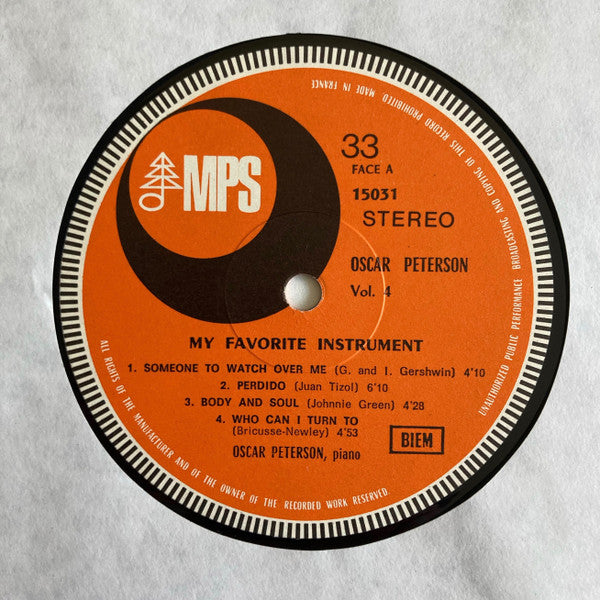 MPS
33
FACE A
15031
STEREO
OSCAR PETERSON
Vol. 4
MY FAVORITE INSTRUMENT
1. SOMEONE TO WATCH OVER ME (G. and I. Gershwin) 4'10
2. PERDIDO (Juan Tizol) 6'10
3. BODY AND SOUL (Johnnie Green) 4'28
4. WHO CAN I TURN TO
(Bricusse-Newley) 4'53
OSCAR PETERSON, piano
BIEM
ALL RIGHTS OF THE MANUFACTURER AND OF THE OWNER OF THE RECORDED WORK RESERVED.
UNAUTHORIZED PUBLIC PERFORMANCE BROADCASTING AND COPYING OF THIS RECORD PROHIBITED. MADE IN FRANCE